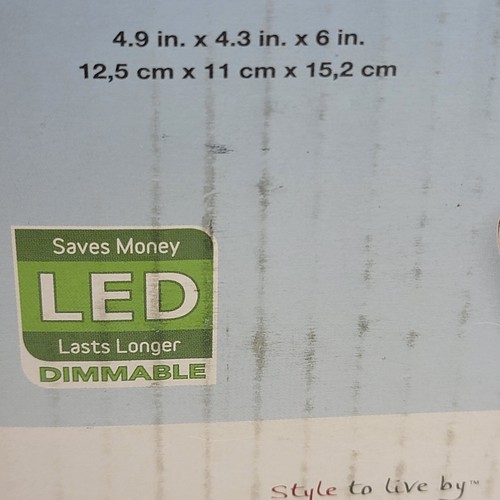 4.9 in. x 4.3 in. x 6 in.
12,5 cm x 11 cm x 15,2 cm
Saves Money
LED
Lasts Longer
DIMMABLE
Style to live by™